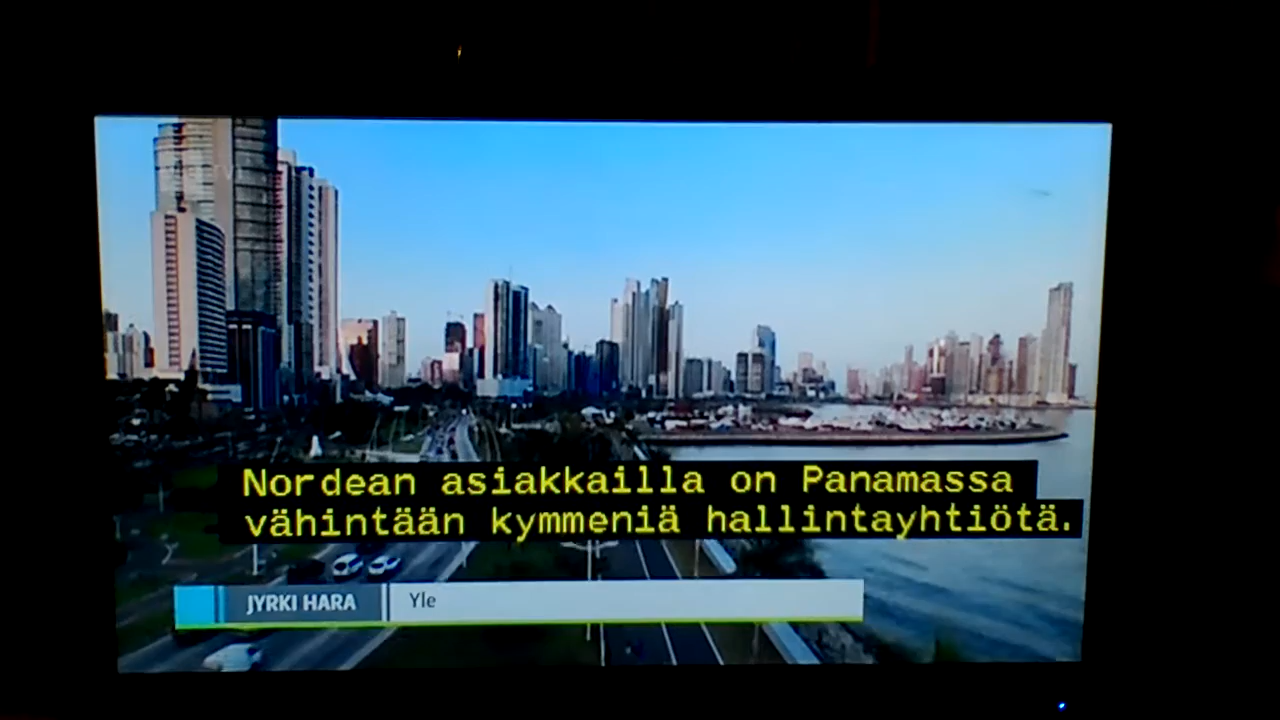 Nordean asiakkailla on Panamassa
vähintään kymmeniä hallintayhtiötä.
JYRKI HARA Yle